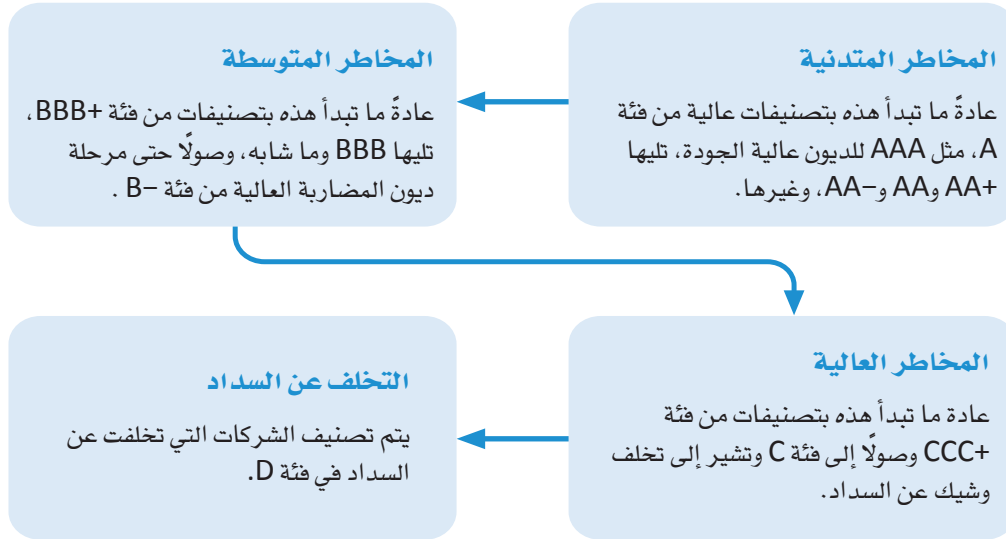 المخاطر المتدنية
عادةً ما تبدأ هذه بتصنيفات عالية من فئة
A، مثل AAA للديون عالية الجودة، تليها
AA+ وAA و–AA، وغيرها.
المخاطر المتوسطة
عادةً ما تبدأ هذه بتصنيفات من فئة +BBB،
تليها BBB وما شابه، وصولًا حتى مرحلة
ديون المضاربة العالية من فئة –B .
المخاطر العالية
عادة ما تبدأ هذه بتصنيفات من فئة
CCC+ وصولًا إلى فئة C وتشير إلى تخلف
وشيك عن السداد.
التخلف عن السداد
يتم تصنيف الشركات التي تخلفت عن
السداد في فئة D.